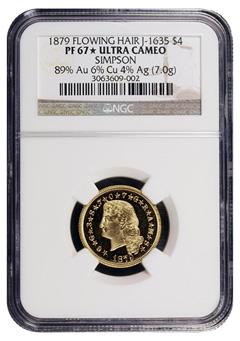 1879 FLOWING HAIR J-1635 $4
PF 67★ ULTRA CAMEO
SIMPSON
89% Au 6% Cu 4% Ag (7.0g)
3063609-002
NGC